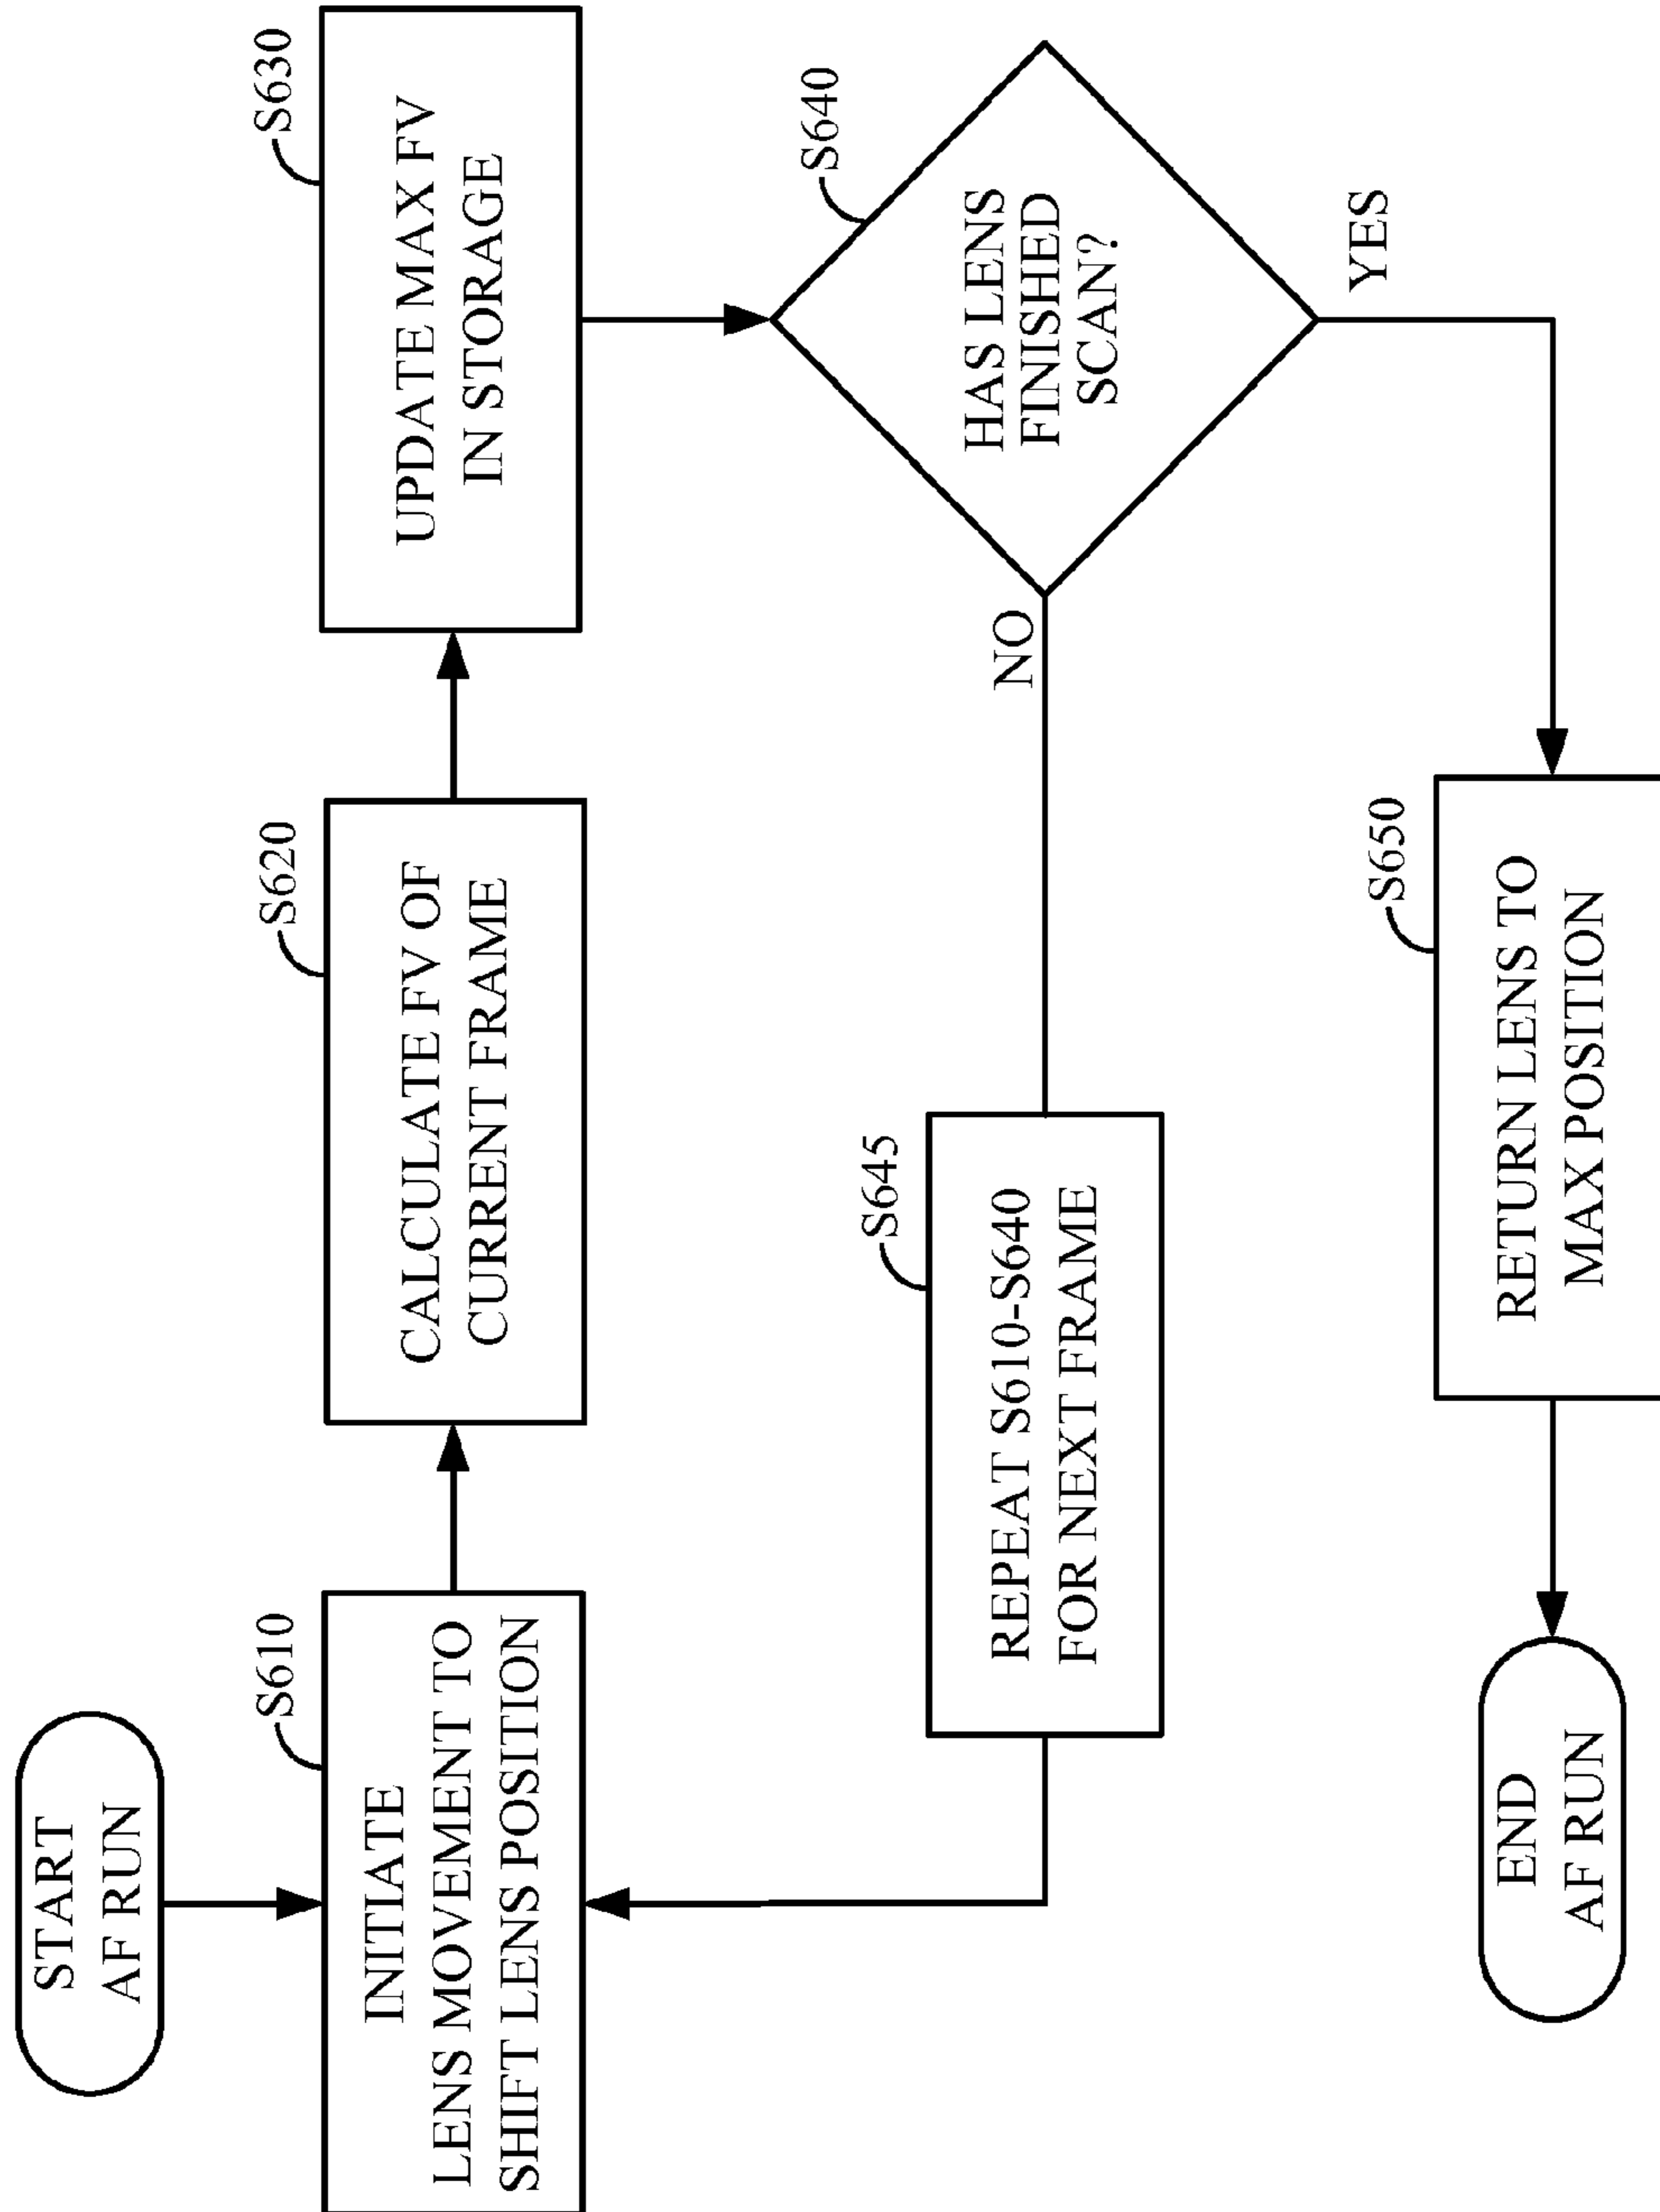 START
AF RUN
S610
INITIATE
LENS MOVEMENT TO
SHIFT LENS POSITION
S620
CALCULATE FV OF
CURRENT FRAME
S630
UPDATE MAX FV
IN STORAGE
S640
HAS LENS
FINISHED
SCAN?
NO
YES
S645
REPEAT S610-S640
FOR NEXT FRAME
S650
RETURN LENS TO
MAX POSITION
END
AF RUN